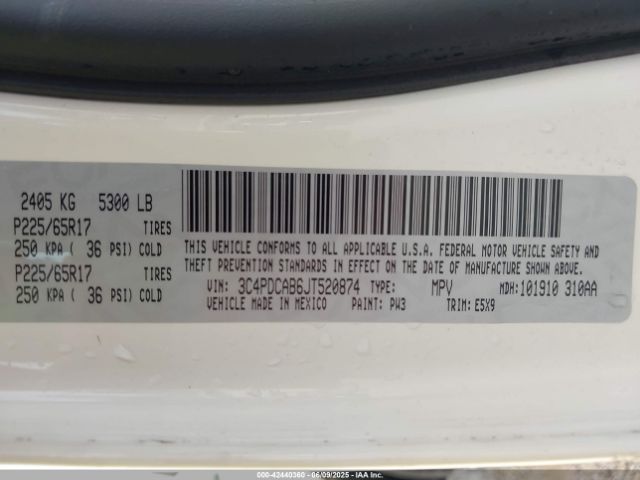 2405 KG 5300 LB
P225/65R17 TIRES
250 KPA ( 36 PSI) COLD
P225/65R17 TIRES
250 KPA ( 36 PSI) COLD
THIS VEHICLE CONFORMS TO ALL APPLICABLE U.S.A. FEDERAL MOTOR VEHICLE SAFETY AND
THEFT PREVENTION STANDARDS IN EFFECT ON THE DATE OF MANUFACTURE SHOWN ABOVE.
VIN: 3C4PDCAB6JT520874 TYPE: MPV MDH:101910 310AA
VEHICLE MADE IN MEXICO PAINT: PW3 TRIM: E5X9
000-42440360 - 06/09/2025 - IAA Inc.